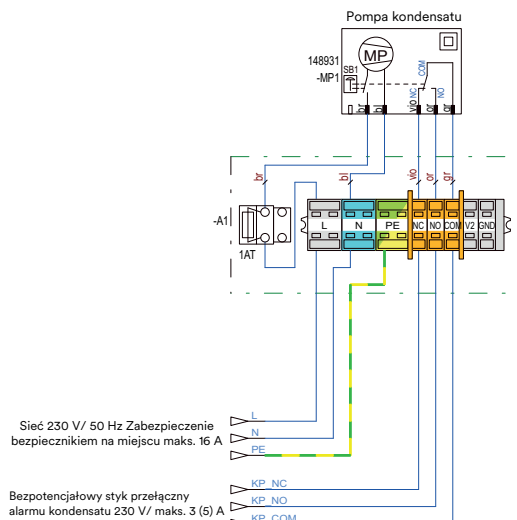 Pompa kondensatu
148931
-MP1
SB1
MP
COM
NC
NO
br
bl
vio
or
gr
br
bl
vio
or
gr
-A1
1AT
L
N
PE
NC
NO
COM
V2
GND
Sieć 230 V/ 50 Hz Zabezpieczenie
bezpiecznikiem na miejscu maks. 16 A
L
N
PE
Bezpotencjałowy styk przełączny
alarmu kondensatu 230 V/ maks. 3 (5) A
KP_NC
KP_NO
KP_COM